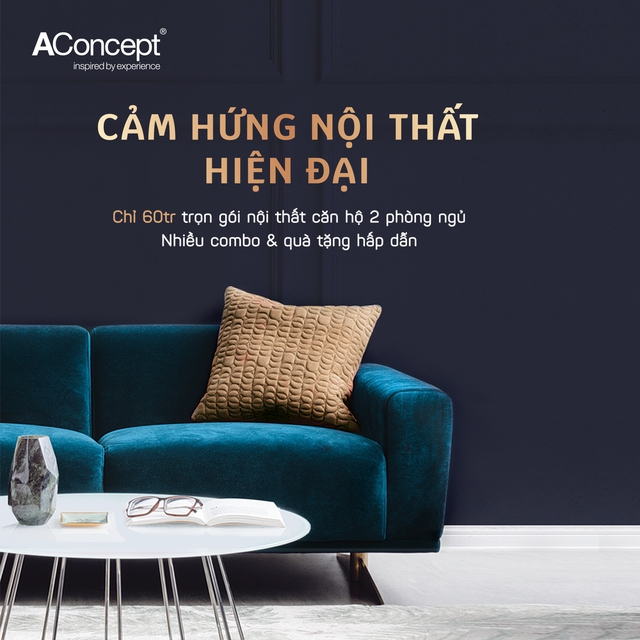 AConcept®
inspired by experience
CẢM HỨNG NỘI THẤT
HIỆN ĐẠI
Chỉ 60tr trọn gói nội thất căn hộ 2 phòng ngủ
Nhiều combo & quà tặng hấp dẫn